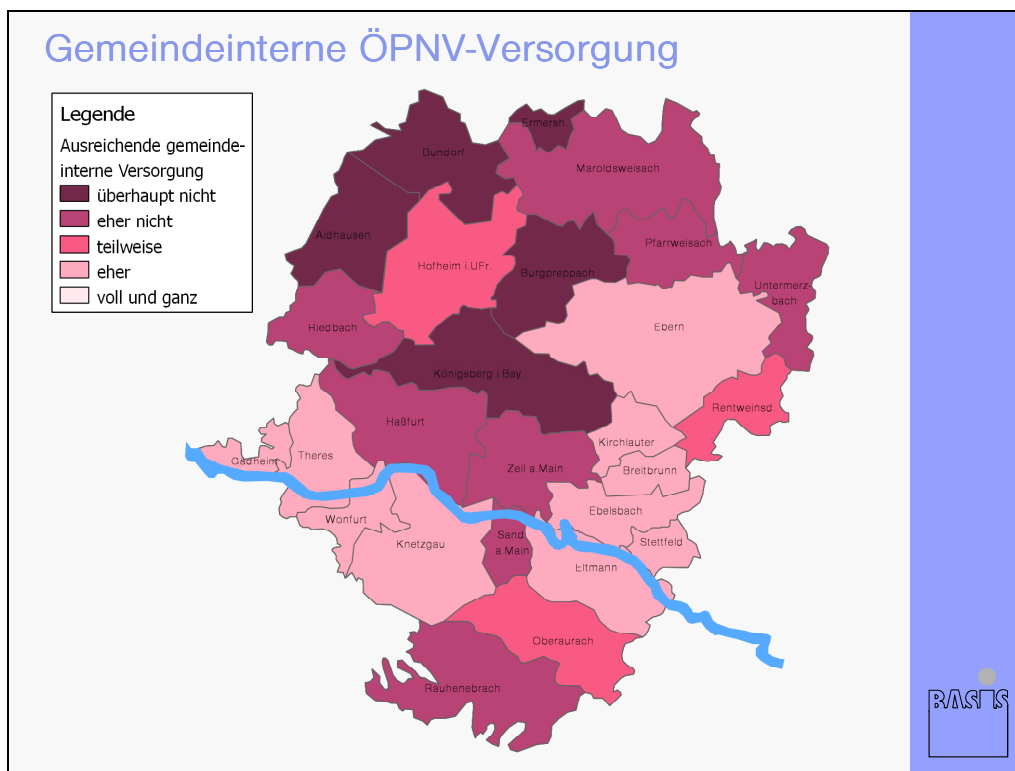 Gemeindeinterne ÖPNV-Versorgung
Legende
Ausreichende gemeinde-
interne Versorgung
überhaupt nicht
eher nicht
teilweise
eher
voll und ganz
Ermersh.
Dundorf
Maroldsweisach
Aidhausen
Pfarrweisach
Hofheim i.UFr.
Burgpreppach
Untermerz-
bach
Riedbach
Ebern
Königsberg i.Bay.
Rentweinsd.
Haßfurt
Kirchlauter
Gädheim
Theres
Zeil a.Main
Breitbrunn
Ebelsbach
Wonfurt
Knetzgau
Sand
a.Main
Stettfeld
Eltmann
Oberaurach
Rauhenebrach
BASIS